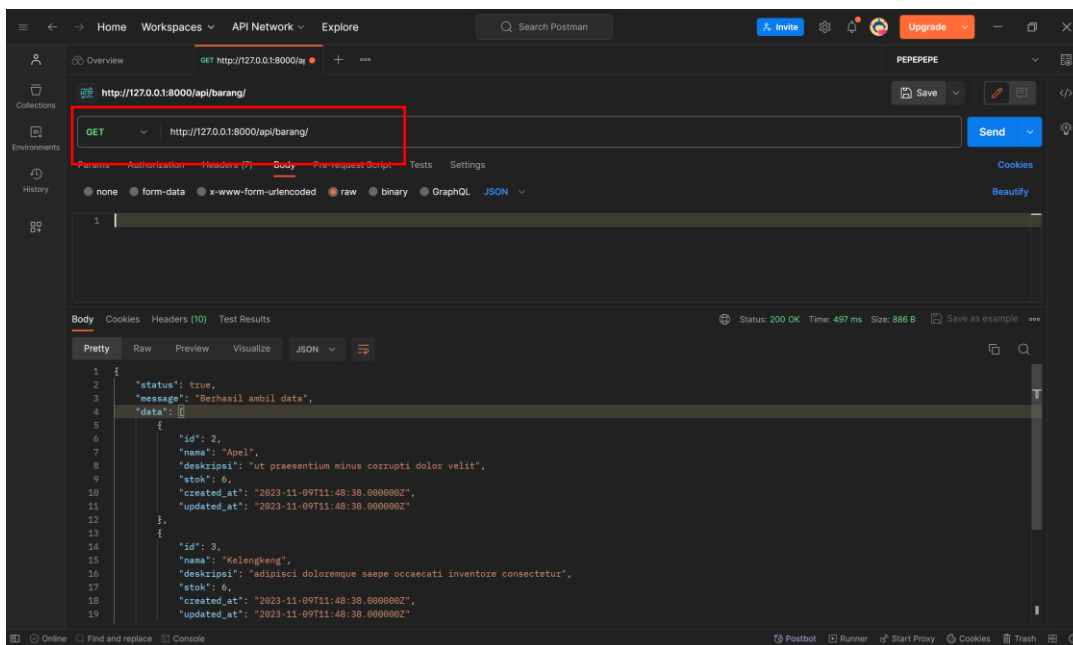 Home Workspaces API Network Explore Search Postman Invite Upgrade
Overview GET http://127.0.0.1:8000/ap PEPEPEPE
HTTP http://127.0.0.1:8000/api/barang/ Save
Collections
GET http://127.0.0.1:8000/api/barang/ Send
Environments
Params Authorization Headers (7) Body Pre-request Script Tests Settings Cookies
History
none form-data x-www-form-urlencoded raw binary GraphQL JSON Beautify
1
Body Cookies Headers (10) Test Results Status: 200 OK Time: 497 ms Size: 886 B Save as example
Pretty Raw Preview Visualize JSON
1 {
2 "status": true,
3 "message": "Berhasil ambil data",
4 "data": [
5 {
6 "id": 2,
7 "nama": "Apel",
8 "deskripsi": "ut praesentium minus corrupti dolor velit",
9 "stok": 6,
10 "created_at": "2023-11-09T11:48:38.000000Z",
11 "updated_at": "2023-11-09T11:48:38.000000Z"
12 },
13 {
14 "id": 3,
15 "nama": "Kelengkeng",
16 "deskripsi": "adipisci doloremque saepe occaecati inventore consectetur",
17 "stok": 6,
18 "created_at": "2023-11-09T11:48:38.000000Z",
19 "updated_at": "2023-11-09T11:48:38.000000Z"
Online Find and replace Console Postbot Runner Start Proxy Cookies Trash